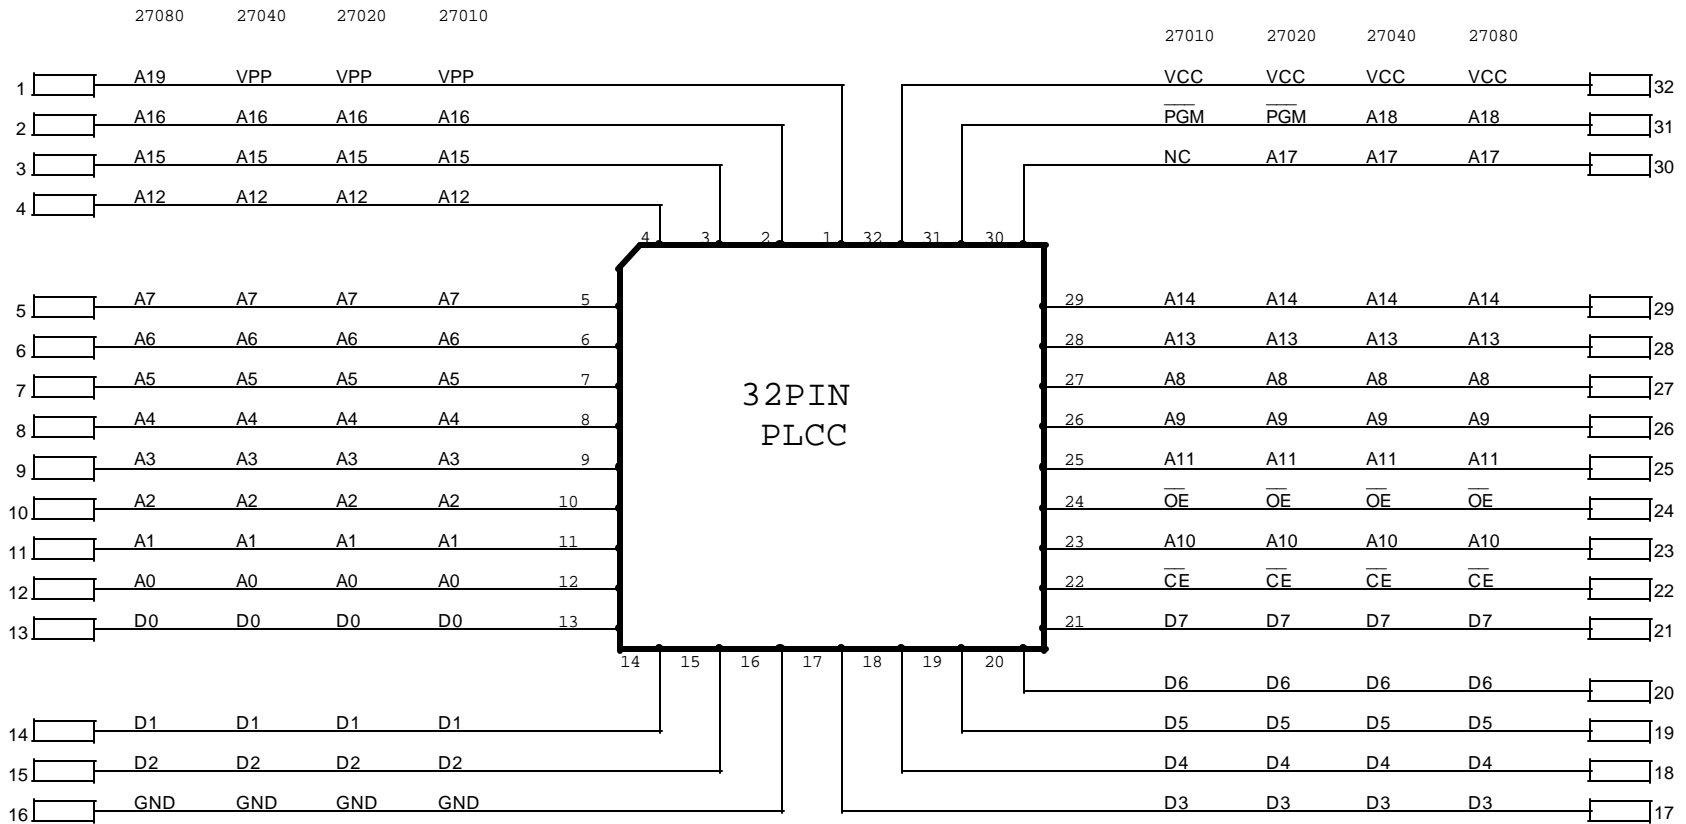 27080 27040 27020 27010
27010 27020 27040 27080
1 A19 VPP VPP VPP VCC VCC VCC VCC 32
2 A16 A16 A16 A16 PGM PGM A18 A18 31
3 A15 A15 A15 A15 NC A17 A17 A17 30
4 A12 A12 A12 A12
4 3 2 1 32 31 30
5 A7 A7 A7 A7 5 29 A14 A14 A14 A14 29
6 A6 A6 A6 A6 6 28 A13 A13 A13 A13 28
7 A5 A5 A5 A5 7 27 A8 A8 A8 A8 27
32PIN
8 A4 A4 A4 A4 8 26 A9 A9 A9 A9 26
PLCC
9 A3 A3 A3 A3 9 25 A11 A11 A11 A11 25
10 A2 A2 A2 A2 10 24 OE OE OE OE 24
11 A1 A1 A1 A1 11 23 A10 A10 A10 A10 23
12 A0 A0 A0 A0 12 22 CE CE CE CE 22
13 D0 D0 D0 D0 13 21 D7 D7 D7 D7 21
14 15 16 17 18 19 20
D6 D6 D6 D6 20
14 D1 D1 D1 D1 D5 D5 D5 D5 19
15 D2 D2 D2 D2 D4 D4 D4 D4 18
16 GND GND GND GND D3 D3 D3 D3 17